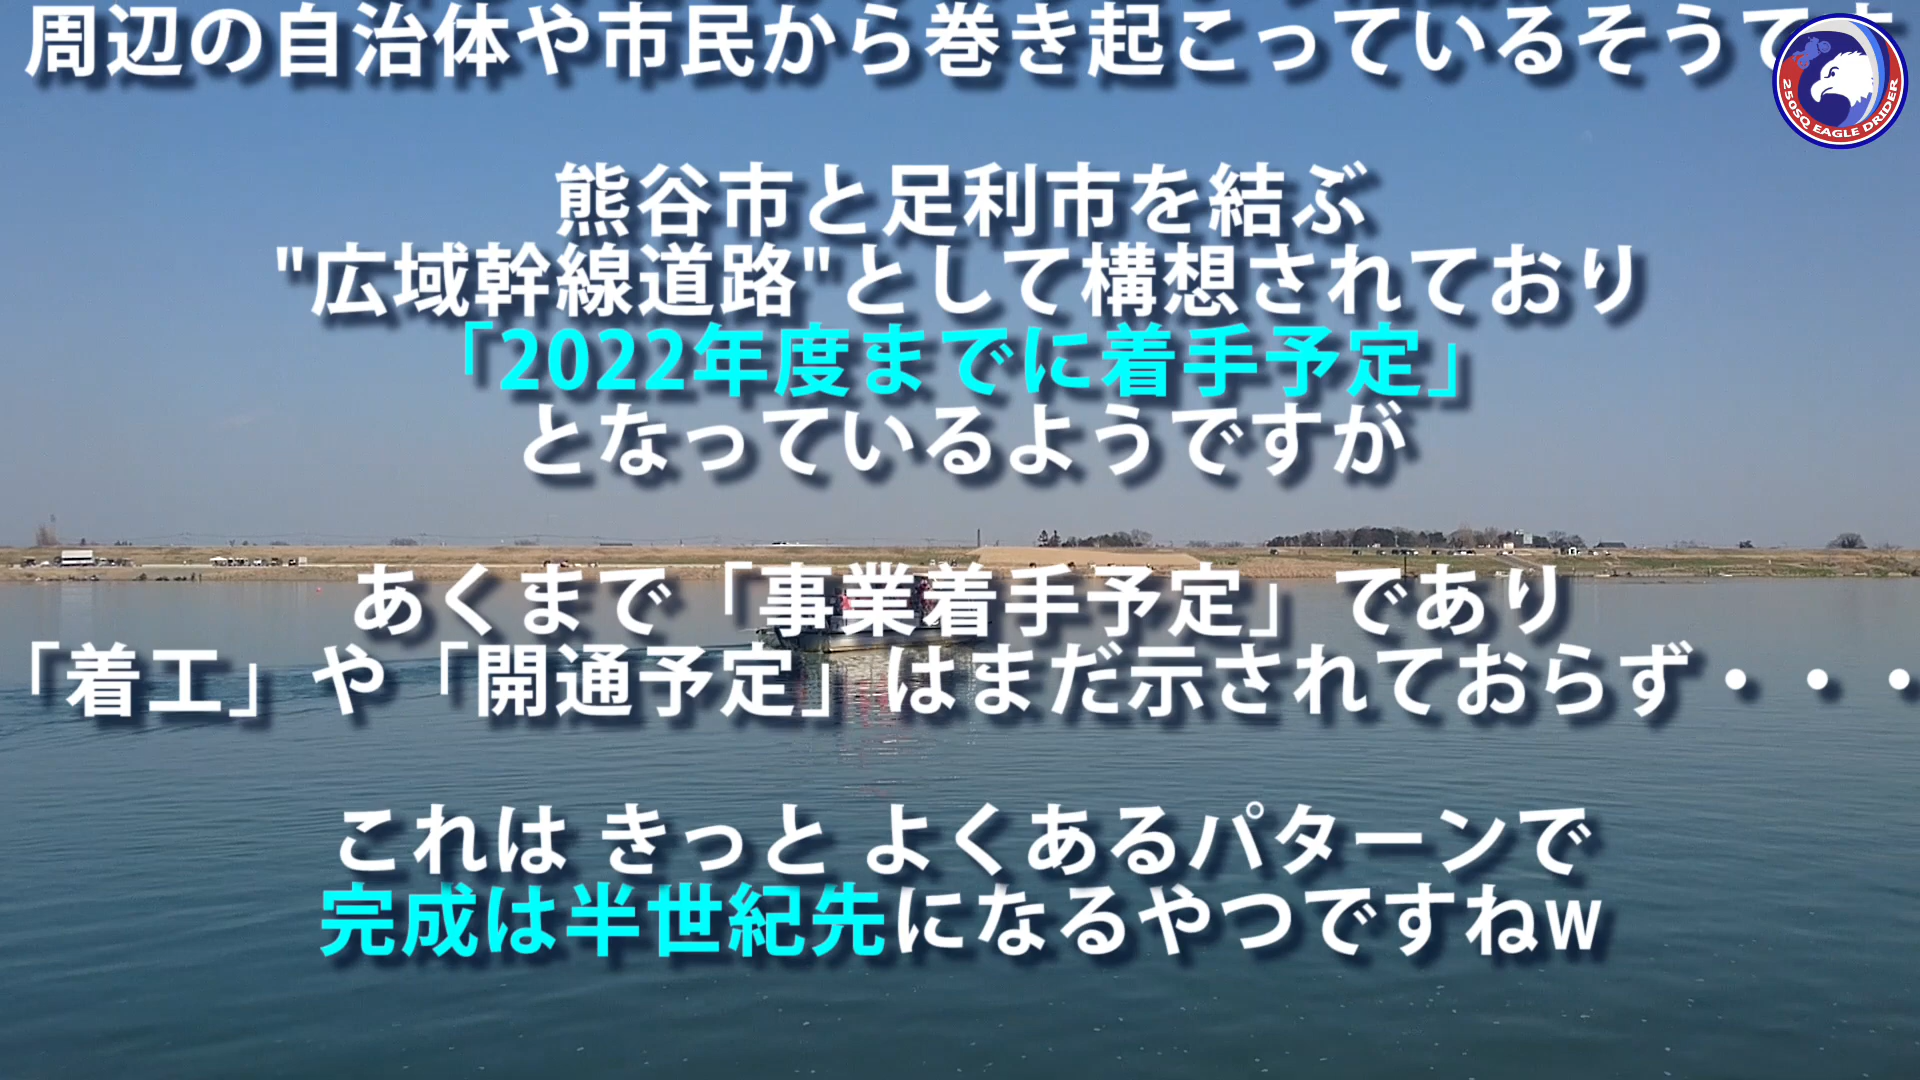 周辺の自治体や市民から巻き起こっているそうです
250SQ EAGLE DRIDER
熊谷市と足利市を結ぶ
"広域幹線道路"として構想されており
「2022年度までに着手予定」
となっているようですが
あくまで「事業着手予定」であり
「着工」や「開通予定」はまだ示されておらず・・・
これは きっと よくあるパターンで
完成は半世紀先になるやつですねw